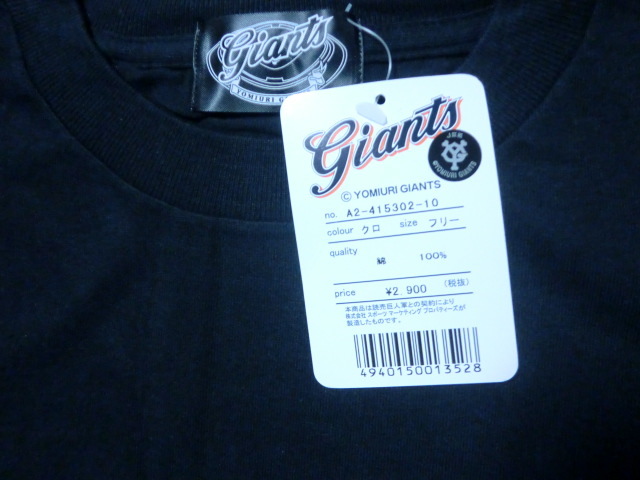 Giants
YOMIURI G
Giants
J.B.B
YG
YOMIURI GIANTS
© YOMIURI GIANTS
no. A2-415302-10
colour クロ size フリー
quality
綿 100%
price ¥2,900 (税抜)
本商品は読売巨人軍との契約により
株式会社 スポーツ マーケティング プロパティーズが
製造したものです。
4940150013528